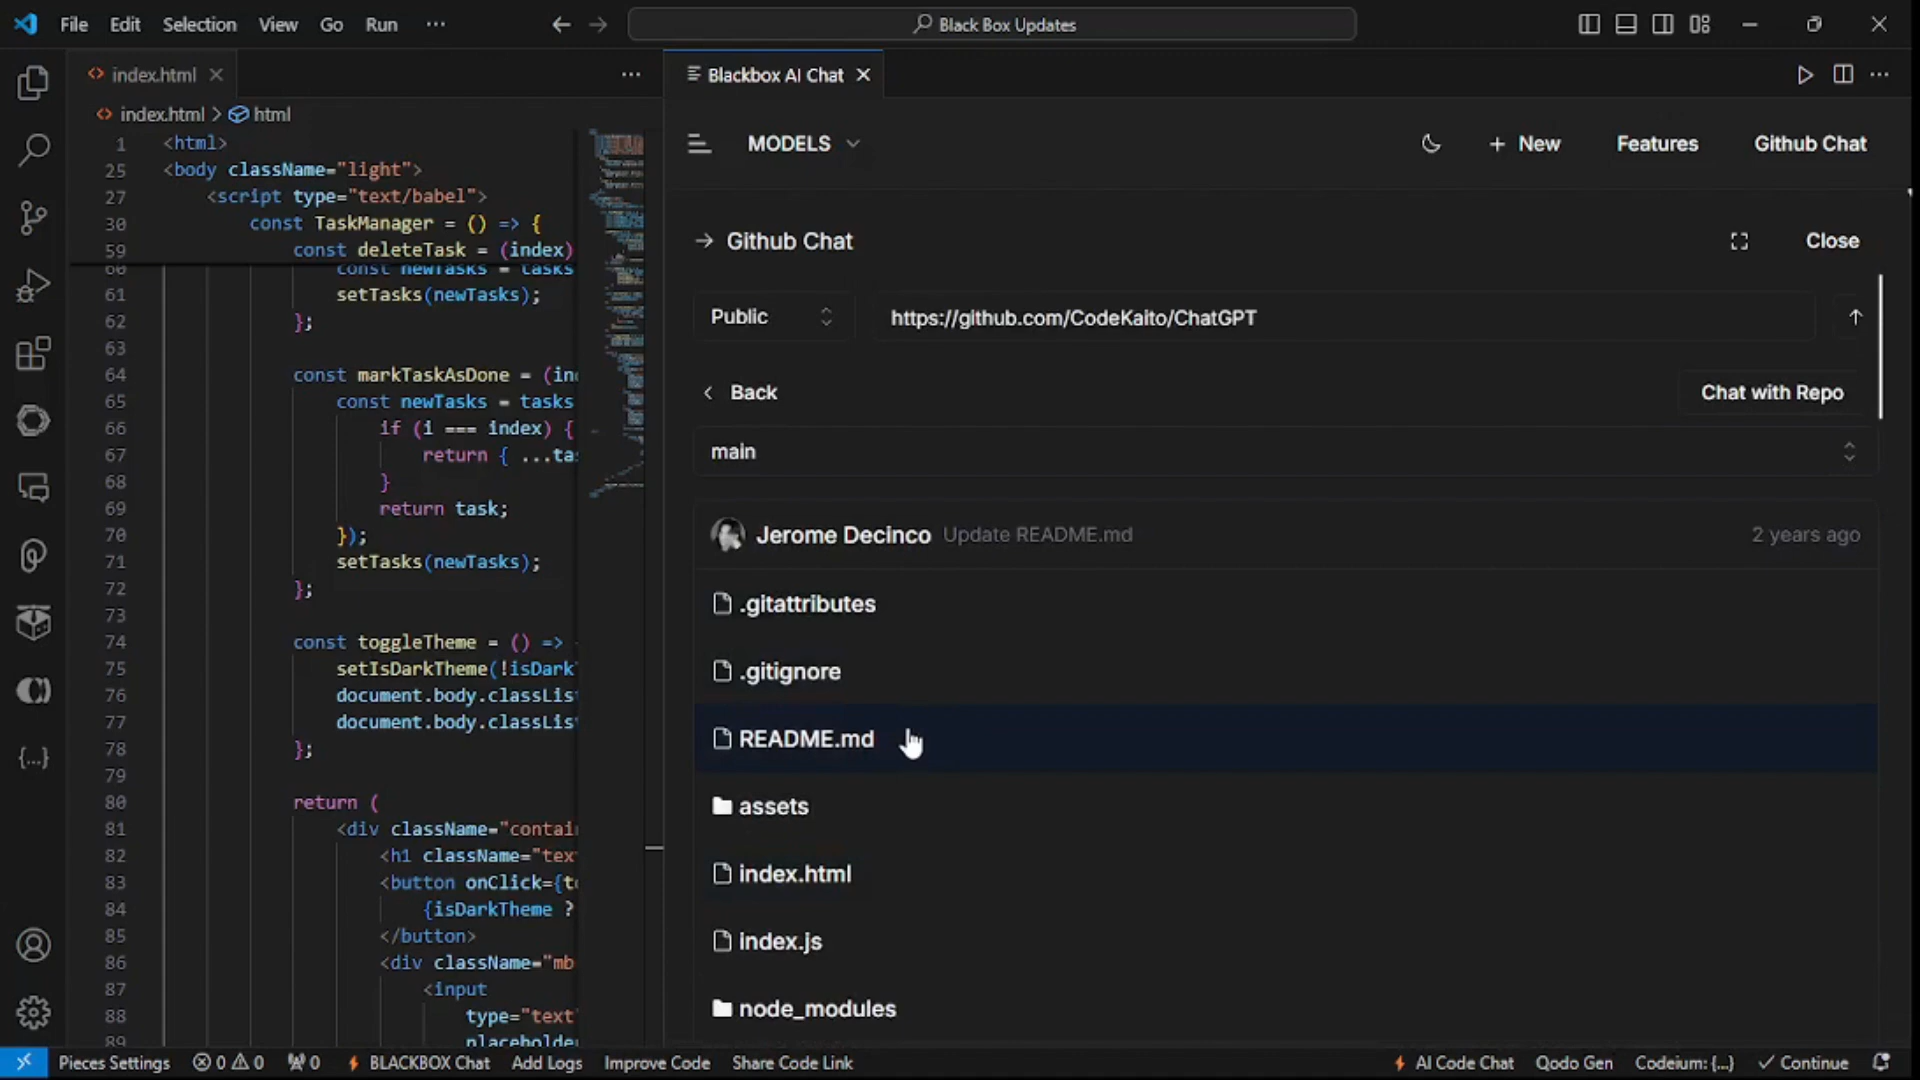 File Edit Selection View Go Run ··· Black Box Updates
index.html
Blackbox AI Chat
index.html > html
1 <html>
25 <body className="light">
27 <script type="text/babel">
30 const TaskManager = () => {
59 const deleteTask = (index)
60 const newTasks = tasks
61 setTasks(newTasks);
62 };
63
64 const markTaskAsDone = (in
65 const newTasks = tasks
66 if (i === index) {
67 return { ...ta
68 }
69 return task;
70 });
71 setTasks(newTasks);
72 };
73
74 const toggleTheme = () =>
75 setIsDarkTheme(!isDark
76 document.body.classLis
77 document.body.classLis
78 };
79
80 return (
81 <div className="contai
82 <h1 className="tex
83 <button onClick={t
84 {isDarkTheme ?
85 </button>
86 <div className="mb
87 <input
88 type="text
89 placeholder
MODELS + New Features Github Chat
→ Github Chat Close
Public https://github.com/CodeKaito/ChatGPT
< Back Chat with Repo
main
Jerome Decinco Update README.md 2 years ago
.gitattributes
.gitignore
README.md
assets
index.html
index.js
node_modules
Pieces Settings 0 0 0 BLACKBOX Chat Add Logs Improve Code Share Code Link AI Code Chat Qodo Gen Codeium: {...} Continue